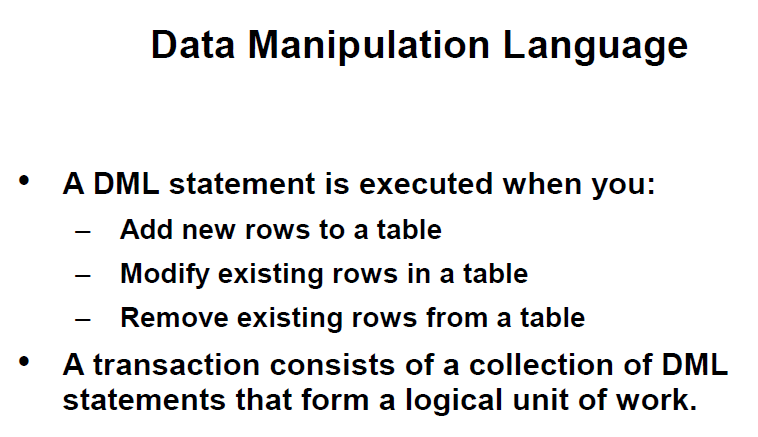 Data Manipulation Language
• A DML statement is executed when you:
– Add new rows to a table
– Modify existing rows in a table
– Remove existing rows from a table
• A transaction consists of a collection of DML
statements that form a logical unit of work.